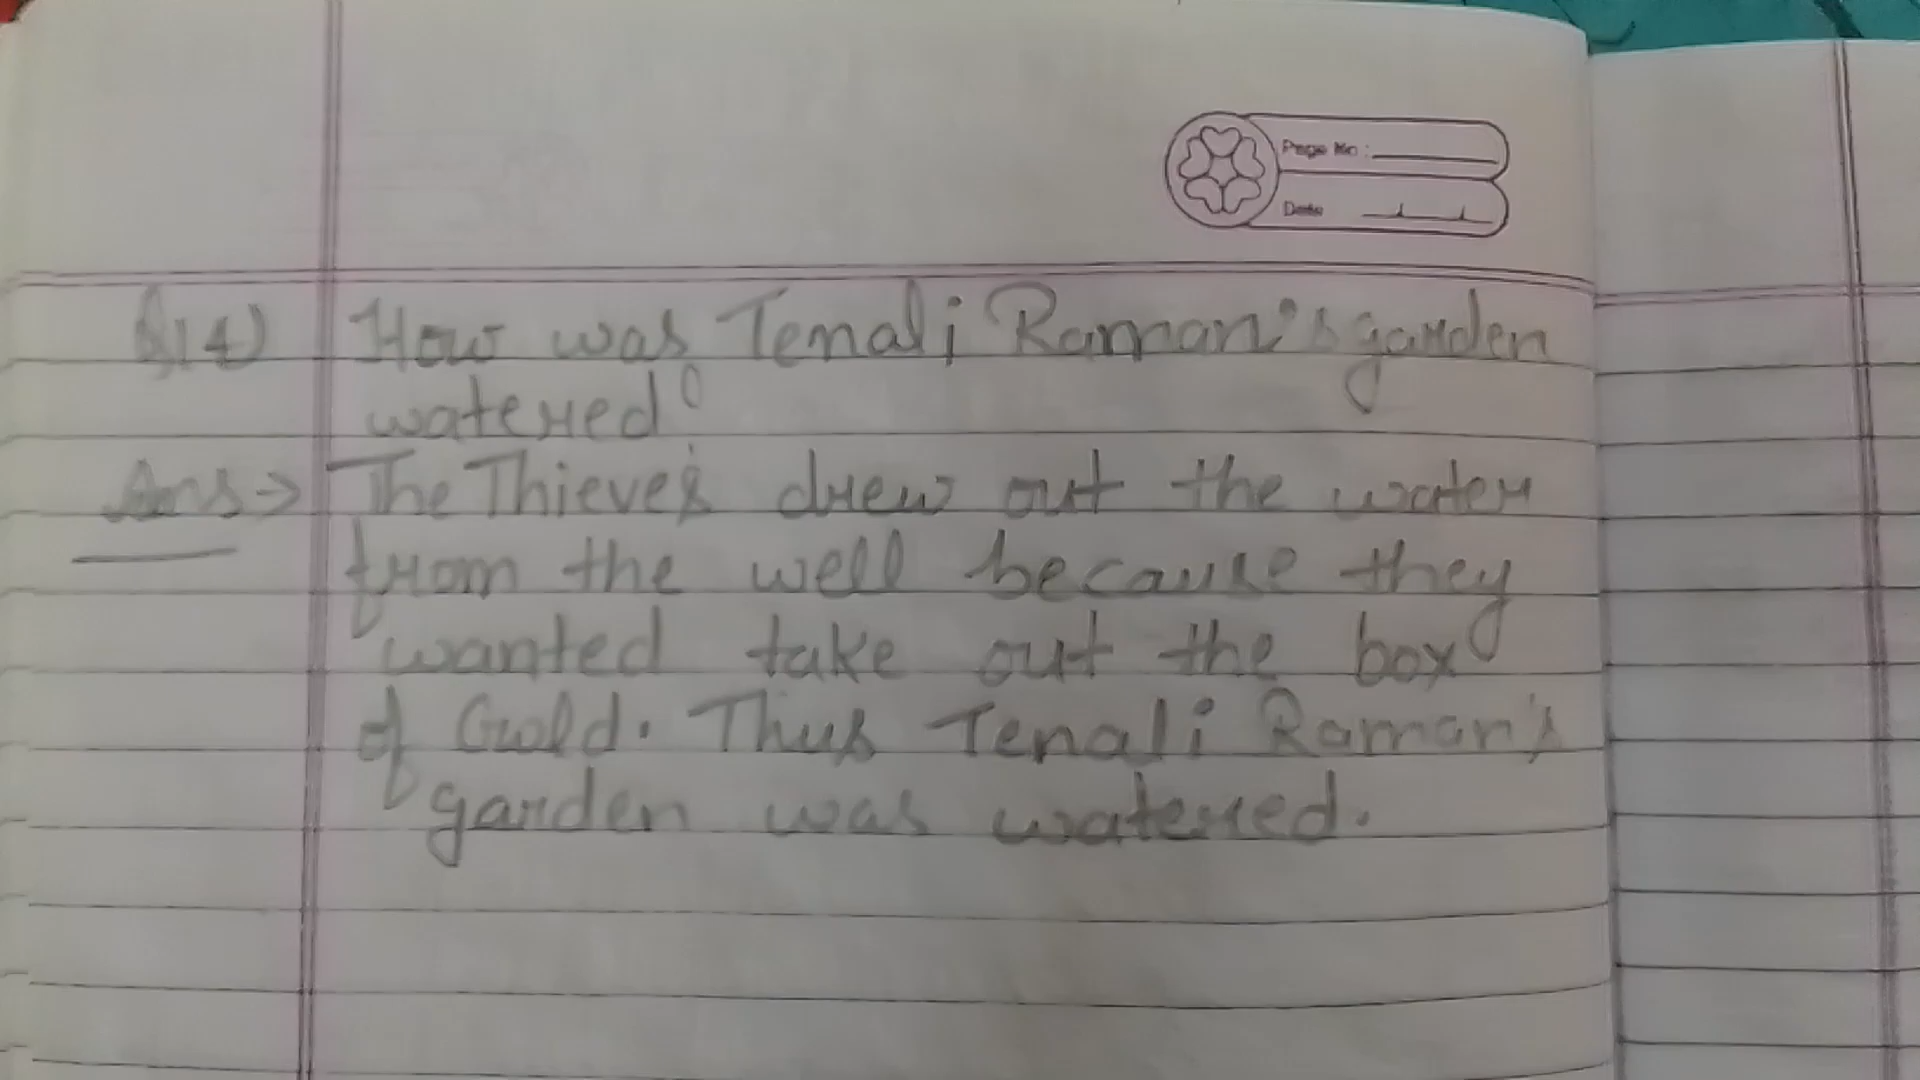 Page No :
Date
Q14) How was Tenali Raman's garden
watered?
Ans→ The Thieves drew out the water
from the well because they
wanted take out the box
of Gold. Thus Tenali Raman's
garden was watered.